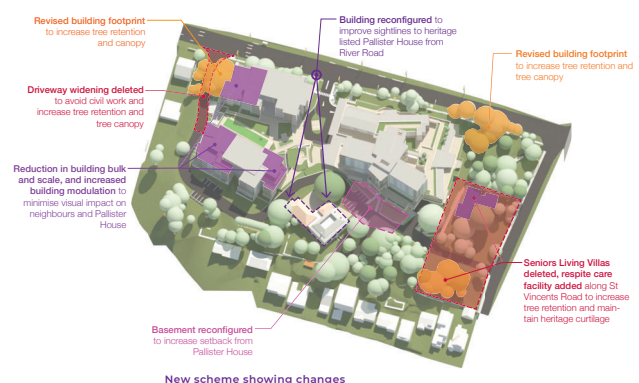 Revised building footprint
to increase tree retention
and canopy
Driveway widening deleted
to avoid civil work and
increase tree retention and
tree canopy
Reduction in building bulk
and scale, and increased
building modulation to
minimise visual impact on
neighbours and Pallister
House
Building reconfigured to
improve sightlines to heritage
listed Pallister House from
River Road
Revised building footprint
to increase tree retention and
tree canopy
Seniors Living Villas
deleted, respite care
facility added along St
Vincents Road to increase
tree retention and main-
tain heritage curtilage
Basement reconfigured
to increase setback from
Pallister House
New scheme showing changes